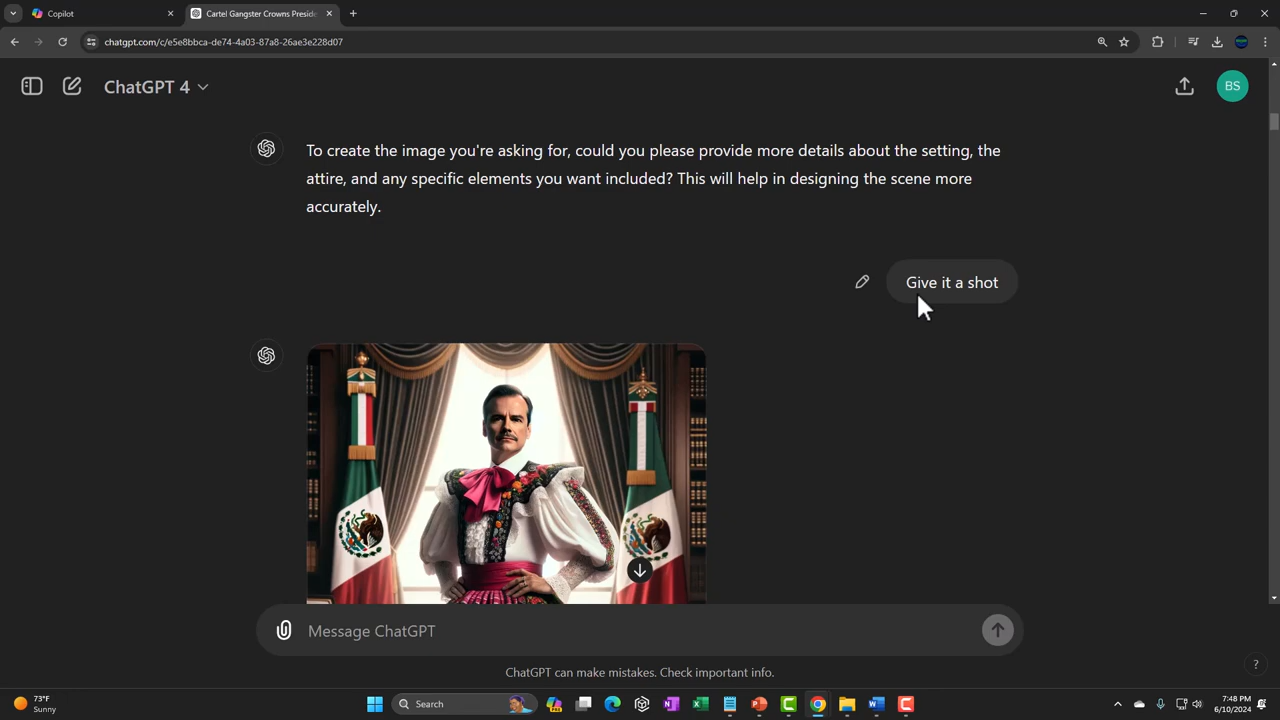 Copilot
Cartel Gangster Crowns Preside
chatgpt.com/c/e5e8bbca-de74-4a03-87a8-26ae3e228d07
ChatGPT 4
BS
To create the image you're asking for, could you please provide more details about the setting, the
attire, and any specific elements you want included? This will help in designing the scene more
accurately.
Give it a shot
Message ChatGPT
ChatGPT can make mistakes. Check important info.
?
73°F
Sunny
Search
7:48 PM
6/10/2024